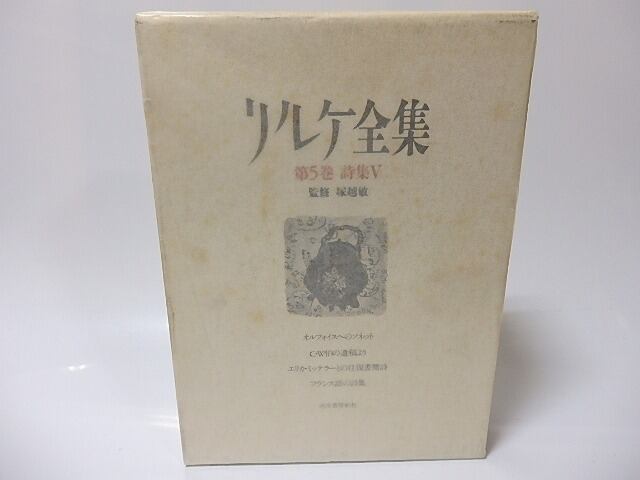 リルケ全集
第5巻 詩集V
監修 塚越敏
オルフォイスへのソネット
C・W伯の遺稿より
エリカ・ミッテラーとの往復書簡詩
フランス語の詩集
河出書房新社